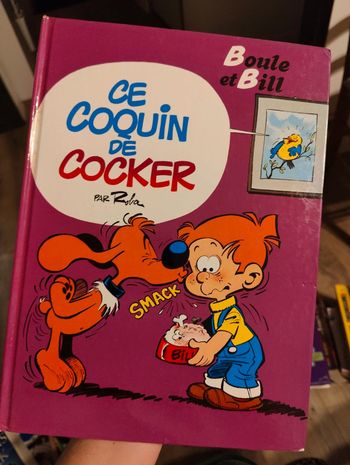 Boule
et Bill
CE
COQUIN
DE
COCKER
PAR Roba
SMACK
BILL